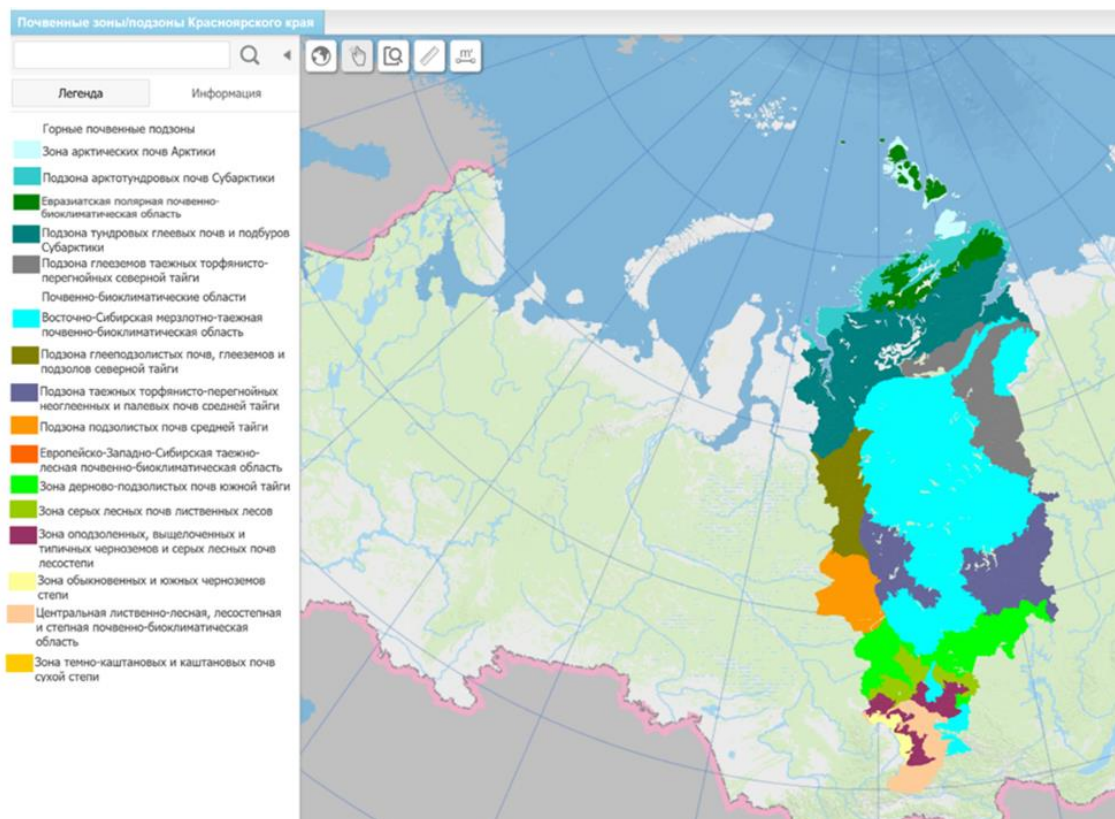 Почвенные зоны/подзоны Красноярского края
Легенда
Информация
Горные почвенные подзоны
Зона арктических почв Арктики
Подзона арктотундровых почв Субарктики
Евразиатская полярная почвенно-
биоклиматическая область
Подзона тундровых глеевых почв и подбуров
Субарктики
Подзона глееземов таежных торфянисто-
перегнойных северной тайги
Почвенно-биоклиматические области
Восточно-Сибирская мерзлотно-таежная
почвенно-биоклиматическая область
Подзона глееподзолистых почв, глееземов и
подзолов северной тайги
Подзона таежных торфянисто-перегнойных
неоглеенных и палевых почв средней тайги
Подзона подзолистых почв средней тайги
Европейско-Западно-Сибирская таежно-
лесная почвенно-биоклиматическая область
Зона дерново-подзолистых почв южной тайги
Зона серых лесных почв лиственных лесов
Зона оподзоленных, выщелоченных и
типичных черноземов и серых лесных почв
лесостепи
Зона обыкновенных и южных черноземов
степи
Центральная лиственно-лесная, лесостепная
и степная почвенно-биоклиматическая
область
Зона темно-каштановых и каштановых почв
сухой степи